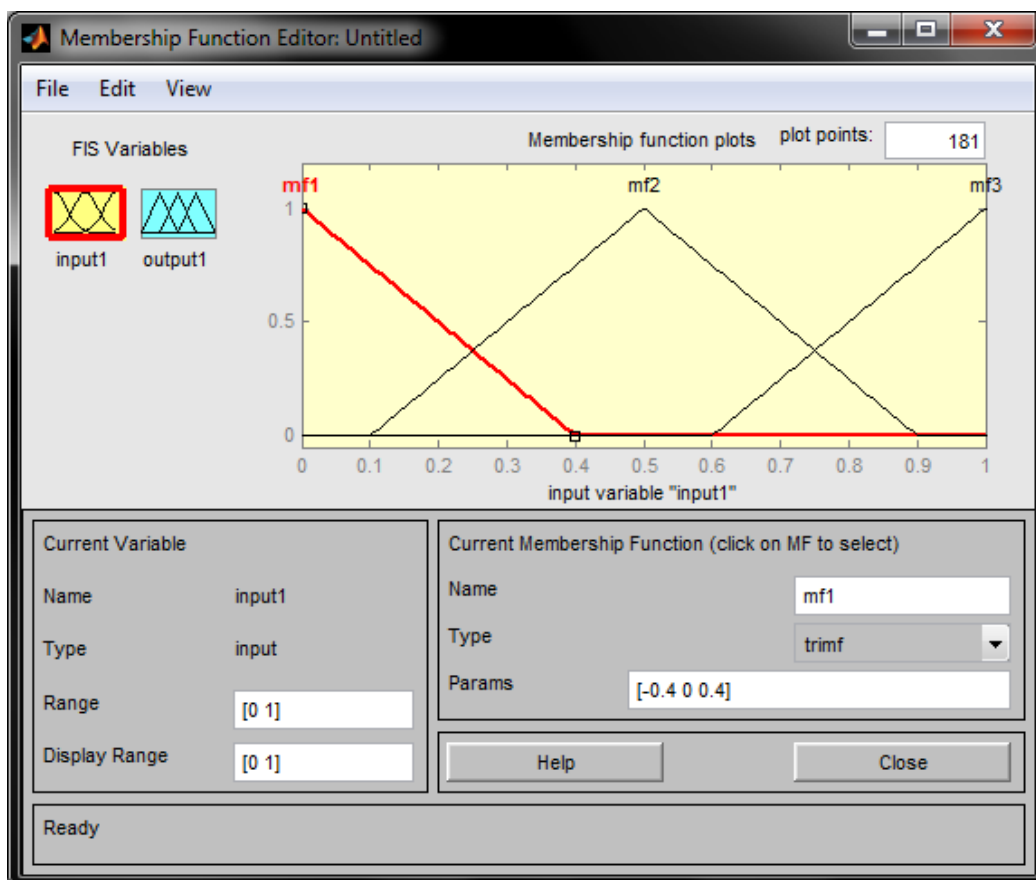 Membership Function Editor: Untitled
File Edit View
FIS Variables
Membership function plots plot points: 181
mf1 mf2 mf3
1
0.5
0
input1 output1
0 0.1 0.2 0.3 0.4 0.5 0.6 0.7 0.8 0.9 1
input variable "input1"
Current Variable
Name input1
Type input
Range [0 1]
Display Range [0 1]
Current Membership Function (click on MF to select)
Name mf1
Type trimf
Params [-0.4 0 0.4]
Help Close
Ready